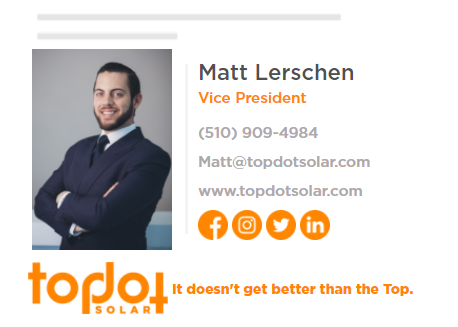 Matt Lerschen
Vice President
(510) 909-4984
Matt@topdotsolar.com
www.topdotsolar.com
topdot
SOLAR
It doesn't get better than the Top.